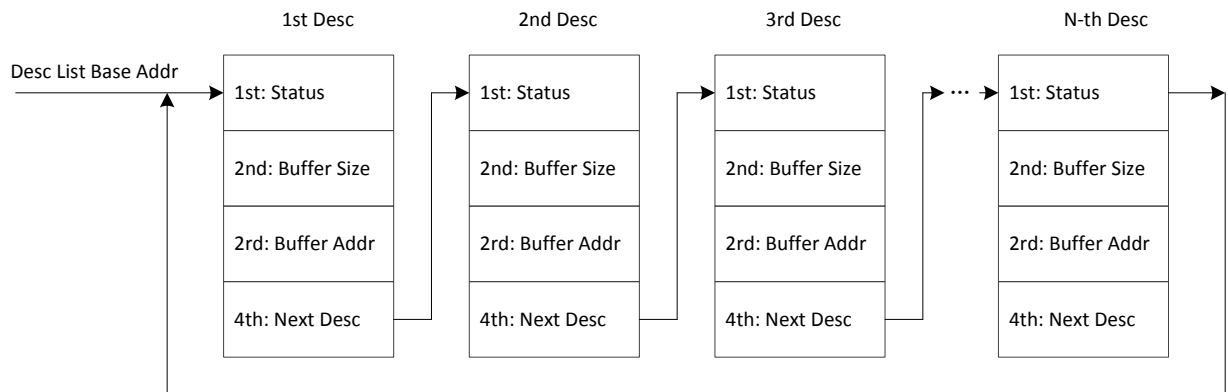 1st Desc 2nd Desc 3rd Desc N-th Desc
Desc List Base Addr
1st: Status 1st: Status 1st: Status ... 1st: Status
2nd: Buffer Size 2nd: Buffer Size 2nd: Buffer Size 2nd: Buffer Size
2rd: Buffer Addr 2rd: Buffer Addr 2rd: Buffer Addr 2rd: Buffer Addr
4th: Next Desc 4th: Next Desc 4th: Next Desc 4th: Next Desc